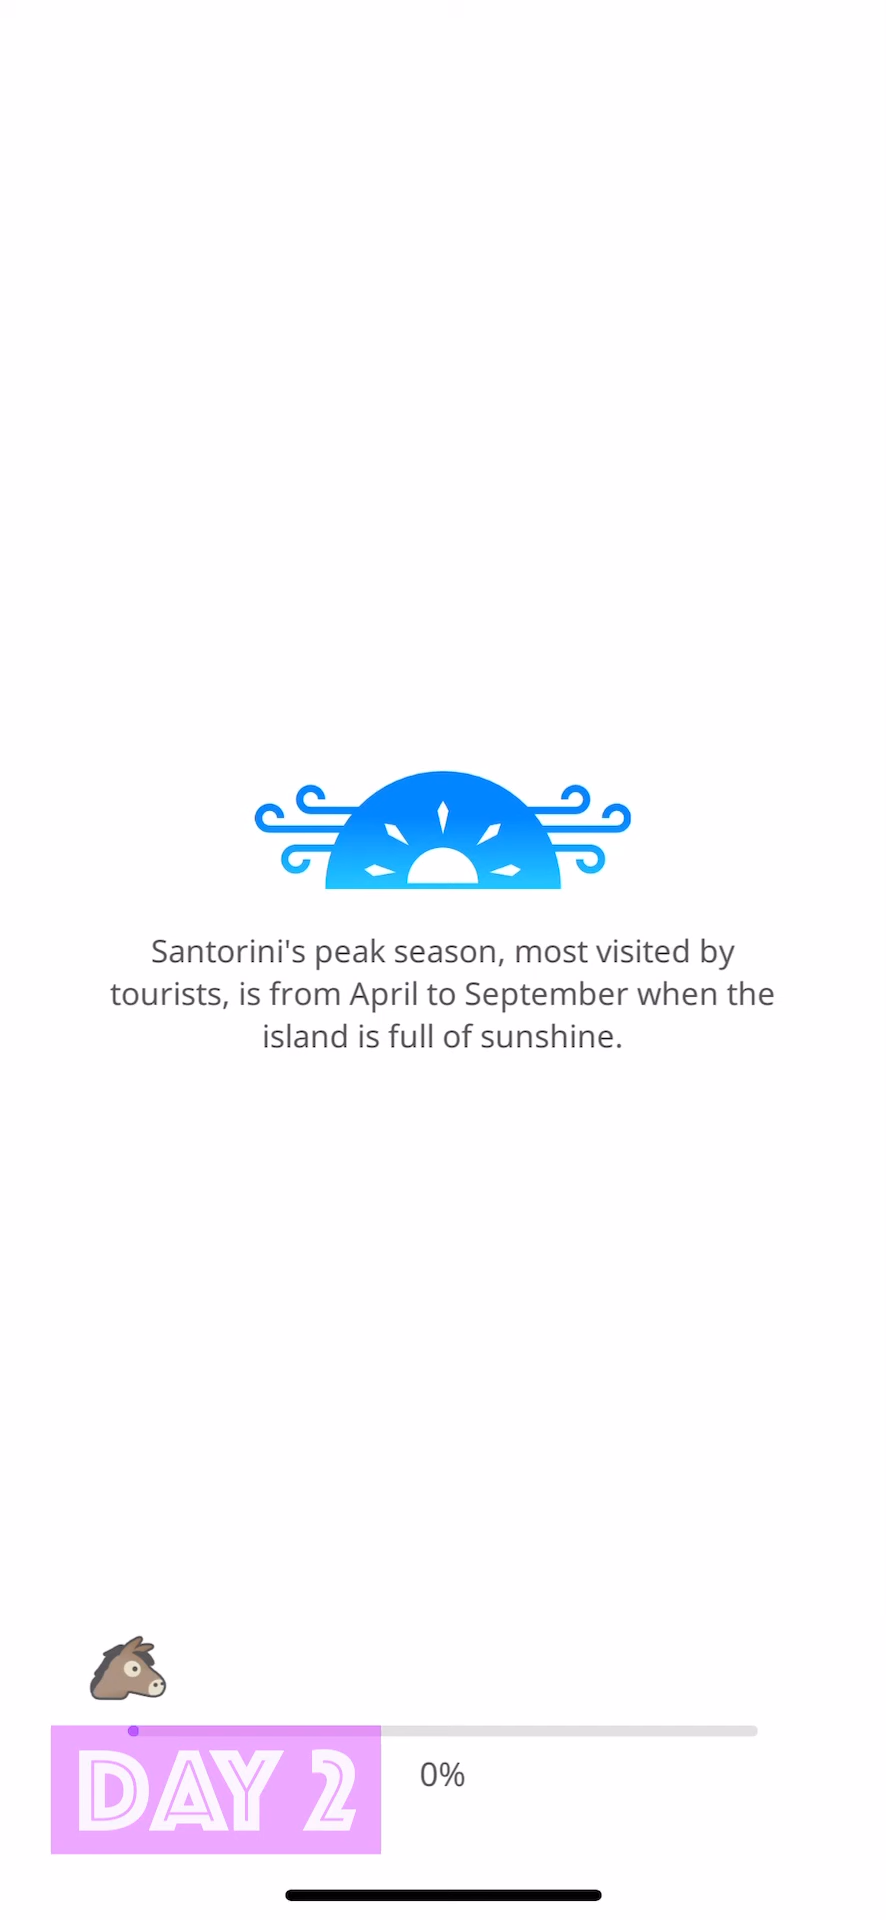 Santorini's peak season, most visited by
tourists, is from April to September when the
island is full of sunshine.
0%
DAY 2